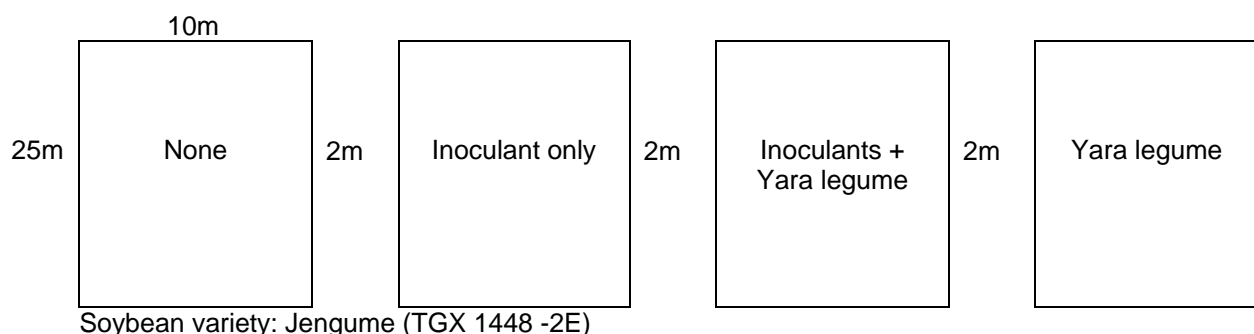 10m
25m
None
2m
Inoculant only
2m
Inoculants +
Yara legume
2m
Yara legume
Soybean variety: Jengume (TGX 1448 -2E)